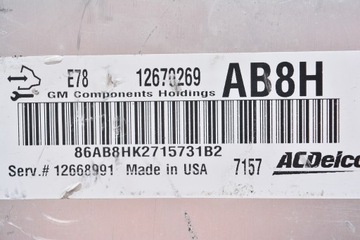 E78 12670269 AB8H
GM Components Holdings
86AB8HK2715731B2
Serv.# 12668991 Made in USA 7157 ACDelco